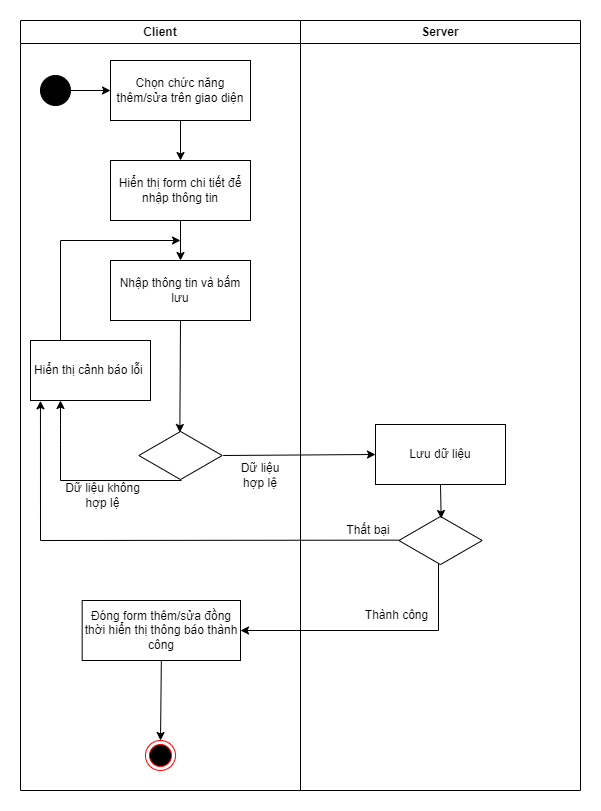 Client
Server
Chọn chức năng
thêm/sửa trên giao diện
Hiển thị form chi tiết để
nhập thông tin
Nhập thông tin và bấm
lưu
Hiển thị cảnh báo lỗi
Lưu dữ liệu
Dữ liệu
hợp lệ
Dữ liệu không
hợp lệ
Thất bại
Thành công
Đóng form thêm/sửa đồng
thời hiển thị thông báo thành
công